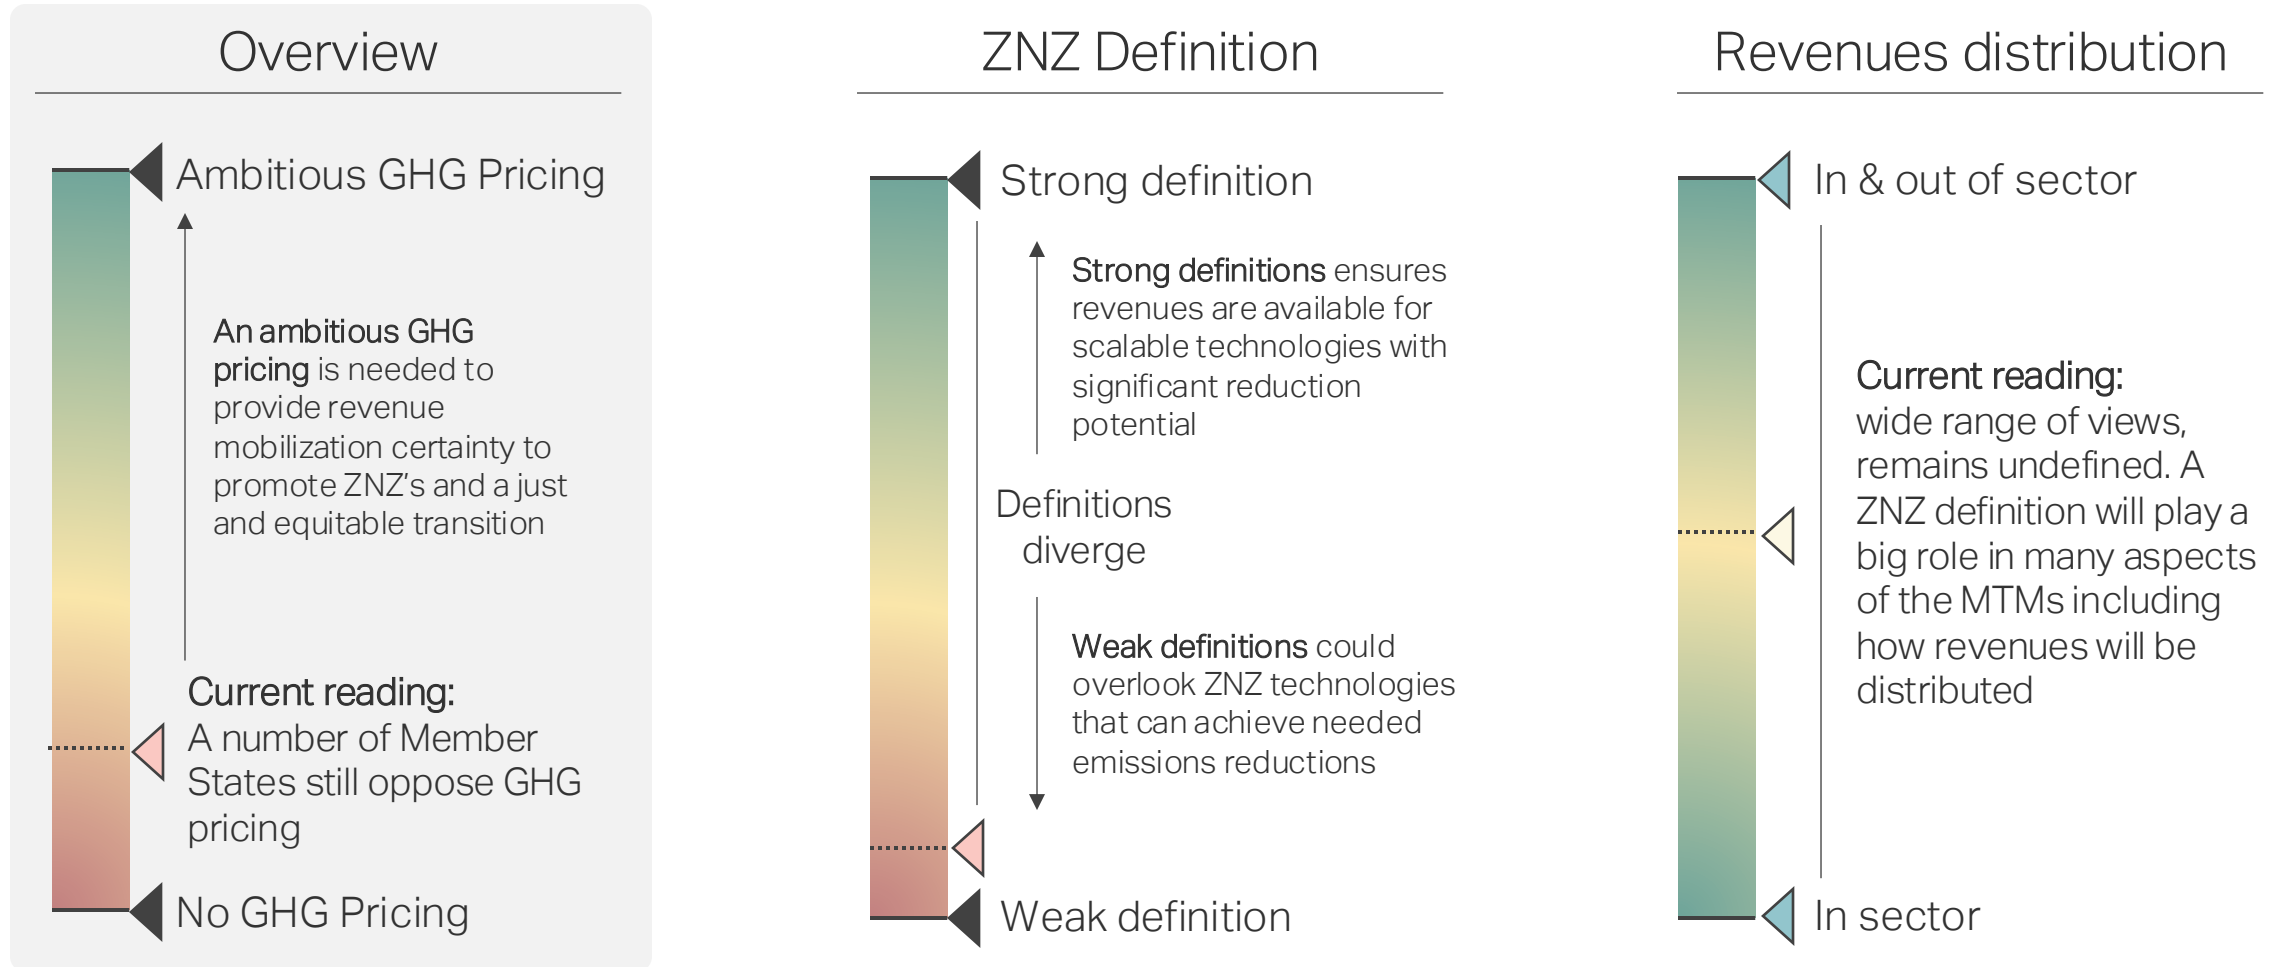 Overview
Ambitious GHG Pricing
An ambitious GHG
pricing is needed to
provide revenue
mobilization certainty to
promote ZNZ's and a just
and equitable transition
Current reading:
A number of Member
States still oppose GHG
pricing
No GHG Pricing
ZNZ Definition
Strong definition
Strong definitions ensures
revenues are available for
scalable technologies with
significant reduction
potential
Definitions
diverge
Weak definitions could
overlook ZNZ technologies
that can achieve needed
emissions reductions
Weak definition
Revenues distribution
In & out of sector
Current reading:
wide range of views,
remains undefined. A
ZNZ definition will play a
big role in many aspects
of the MTMs including
how revenues will be
distributed
In sector